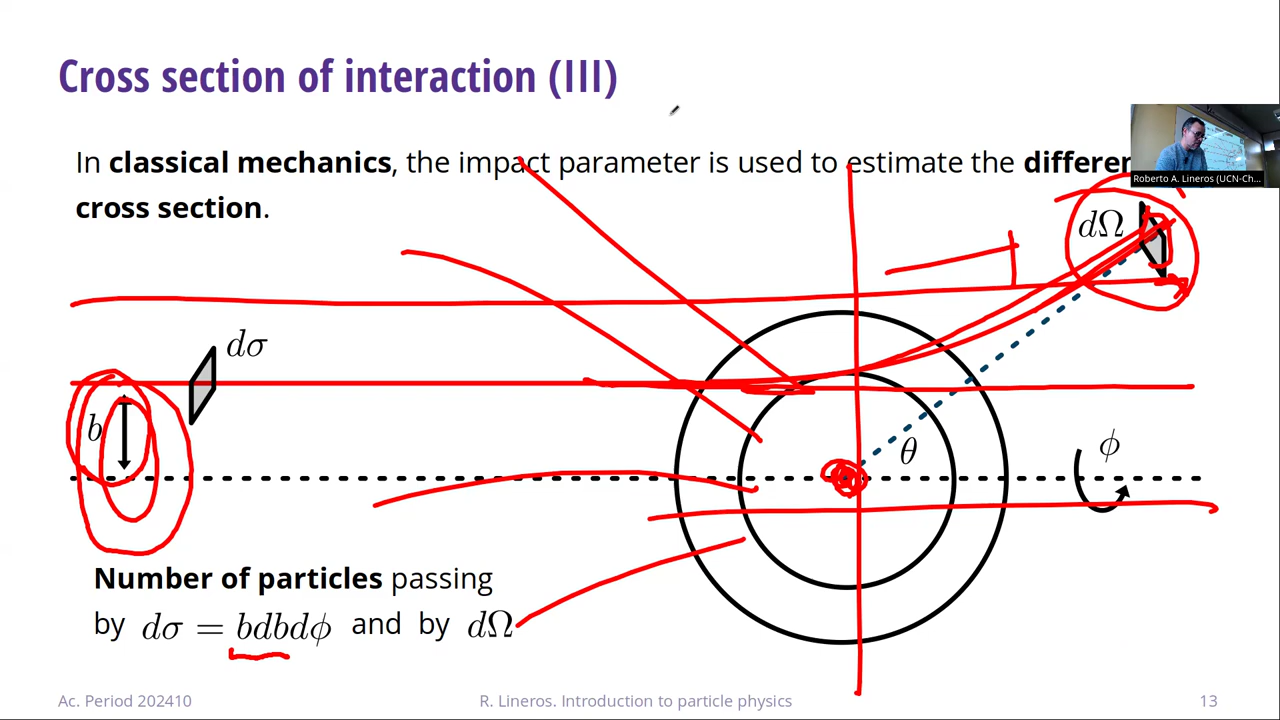 Cross section of interaction (III)
In classical mechanics, the impact parameter is used to estimate the differen
cross section.
Roberto A. Lineros (UCN-Ch...
dΩ
dσ
b
θ
ϕ
Number of particles passing
by dσ = bdbdϕ and by dΩ
Ac. Period 202410
R. Lineros. Introduction to particle physics
13